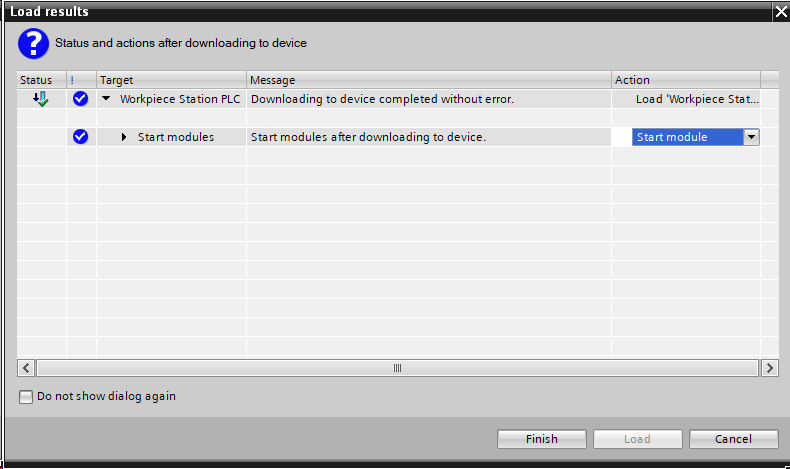 Load results
Status and actions after downloading to device
Status ! Target Message Action
Workpiece Station PLC Downloading to device completed without error. Load 'Workpiece Stat...
Start modules Start modules after downloading to device. Start module
Do not show dialog again
Finish Load Cancel